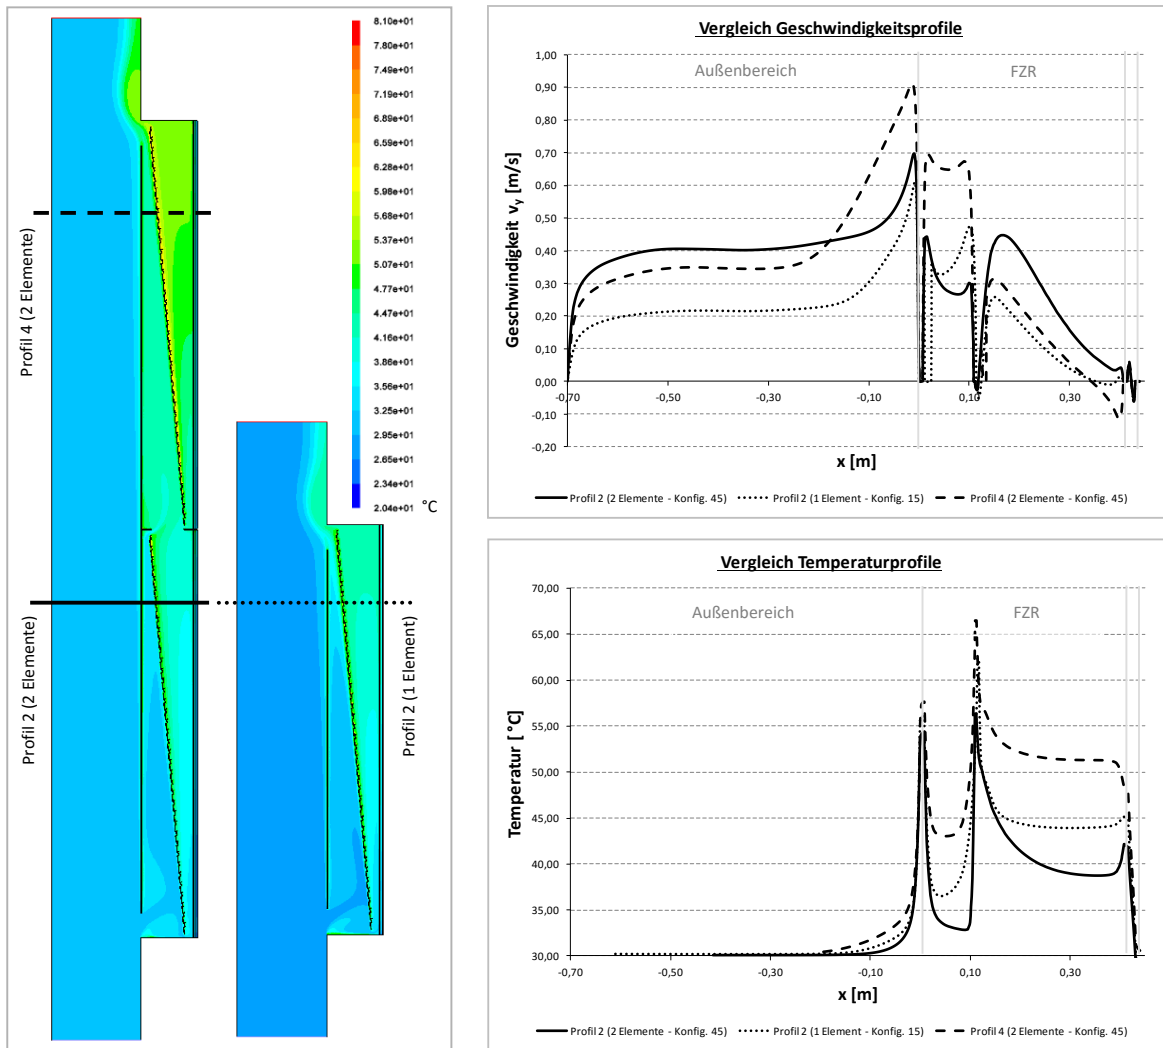 8.10e+01
7.80e+01
7.49e+01
7.19e+01
6.89e+01
6.59e+01
6.28e+01
5.98e+01
5.68e+01
5.37e+01
5.07e+01
4.77e+01
4.47e+01
4.16e+01
3.86e+01
3.56e+01
3.25e+01
2.95e+01
2.65e+01
2.34e+01
2.04e+01
°C
Profil 4 (2 Elemente)
Profil 2 (2 Elemente)
Profil 2 (1 Element)
Vergleich Geschwindigkeitsprofile
Außenbereich
FZR
Geschwindigkeit vy [m/s]
1,00
0,90
0,80
0,70
0,60
0,50
0,40
0,30
0,20
0,10
0,00
-0,10
-0,20
-0,70
-0,50
-0,30
-0,10
0,10
0,30
x [m]
Profil 2 (2 Elemente - Konfig. 45)
Profil 2 (1 Element - Konfig. 15)
Profil 4 (2 Elemente - Konfig. 45)
Vergleich Temperaturprofile
Außenbereich
FZR
Temperatur [ °C]
70,00
65,00
60,00
55,00
50,00
45,00
40,00
35,00
30,00
-0,70
-0,50
-0,30
-0,10
0,10
0,30
x [m]
Profil 2 (2 Elemente - Konfig. 45)
Profil 2 (1 Element - Konfig. 15)
Profil 4 (2 Elemente - Konfig. 45)